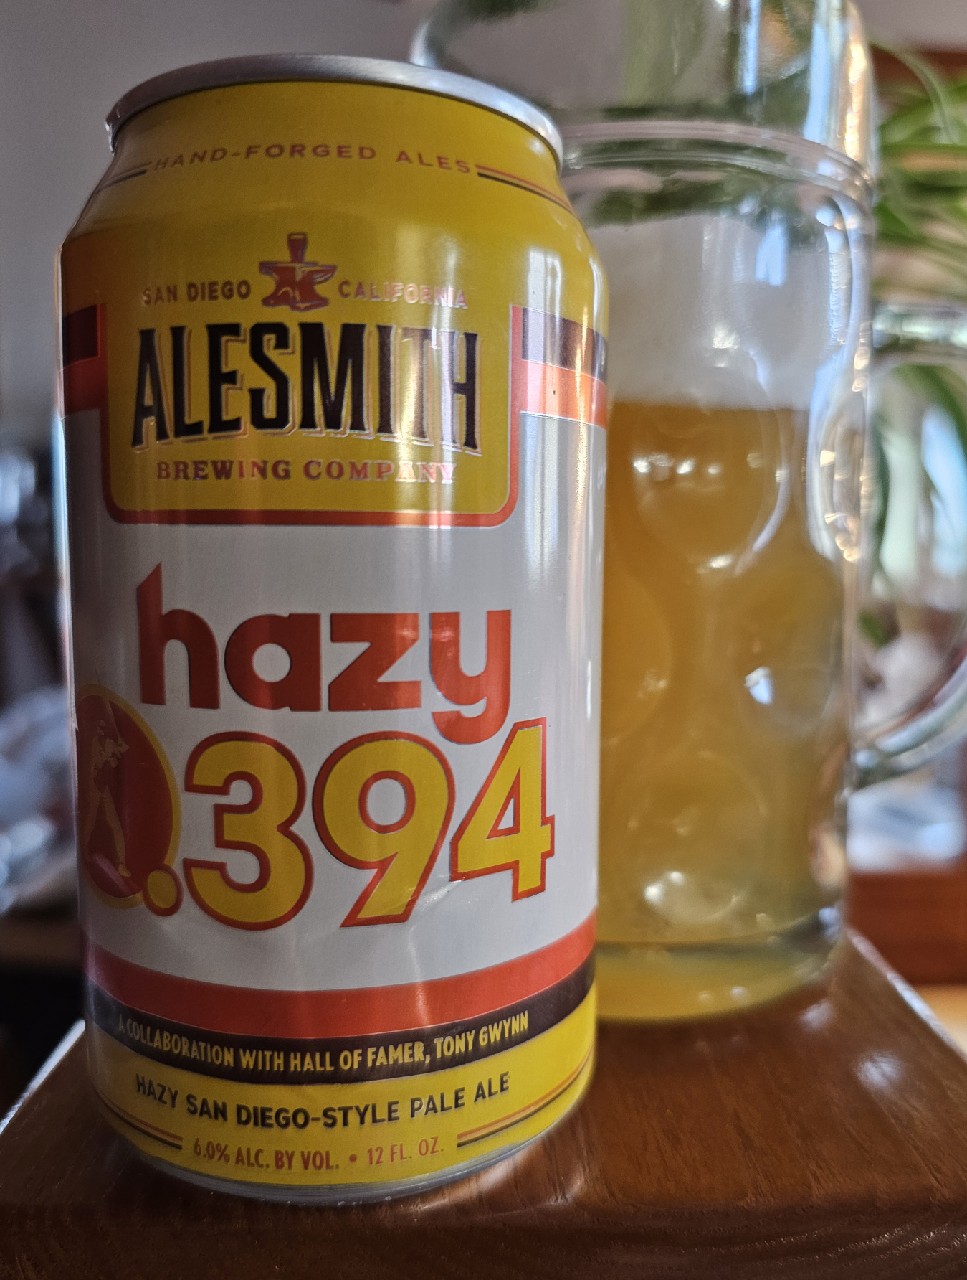 HAND-FORGED ALES
SAN DIEGO CALIFORNIA
ALESMITH
BREWING COMPANY
hazy
.394
A COLLABORATION WITH HALL OF FAMER, TONY GWYNN
HAZY SAN DIEGO-STYLE PALE ALE
6.0% ALC. BY VOL. • 12 FL. OZ.